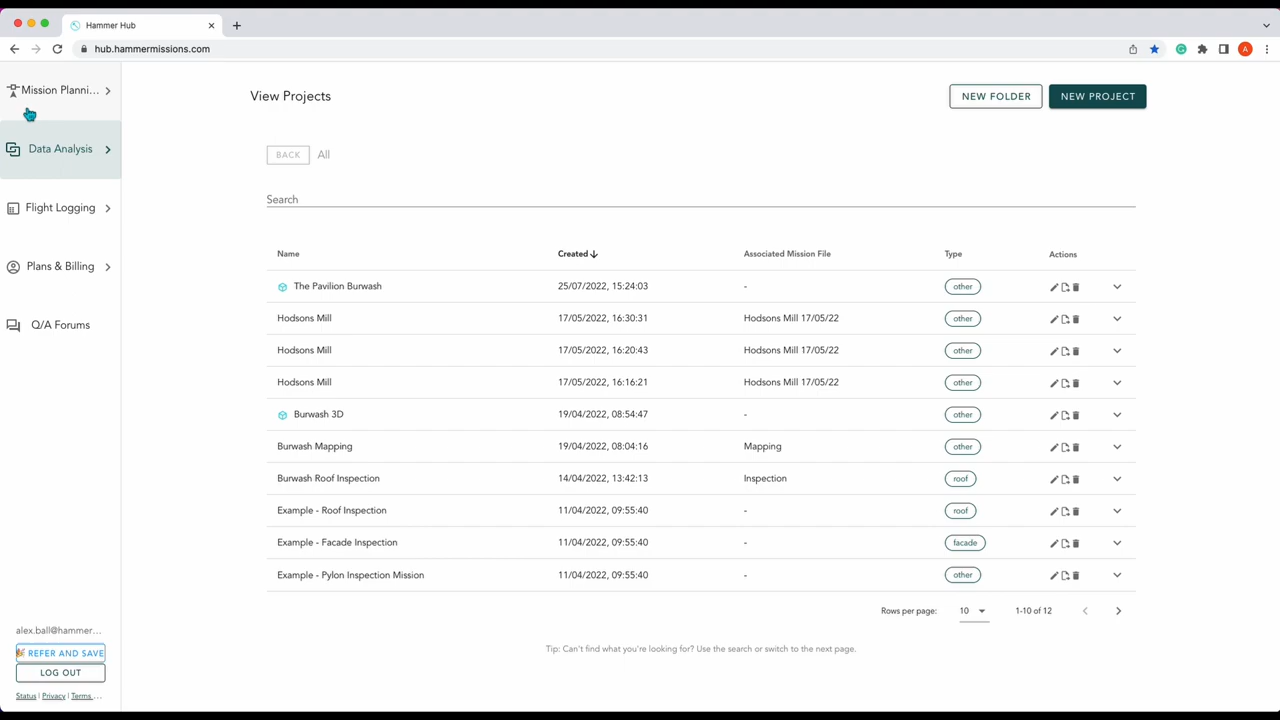 Hammer Hub
hub.hammermissions.com
A
Mission Planni...
Data Analysis
Flight Logging
Plans & Billing
Q/A Forums
alex.ball@hammer...
REFER AND SAVE
LOG OUT
Status | Privacy | Terms ...
View Projects
NEW FOLDER NEW PROJECT
BACK All
Search
Name Created Associated Mission File Type Actions
The Pavilion Burwash 25/07/2022, 15:24:03 - other
Hodsons Mill 17/05/2022, 16:30:31 Hodsons Mill 17/05/22 other
Hodsons Mill 17/05/2022, 16:20:43 Hodsons Mill 17/05/22 other
Hodsons Mill 17/05/2022, 16:16:21 Hodsons Mill 17/05/22 other
Burwash 3D 19/04/2022, 08:54:47 - other
Burwash Mapping 19/04/2022, 08:04:16 Mapping other
Burwash Roof Inspection 14/04/2022, 13:42:13 Inspection roof
Example - Roof Inspection 11/04/2022, 09:55:40 - roof
Example - Facade Inspection 11/04/2022, 09:55:40 - facade
Example - Pylon Inspection Mission 11/04/2022, 09:55:40 - other
Rows per page: 10 1-10 of 12
Tip: Can't find what you're looking for? Use the search or switch to the next page.